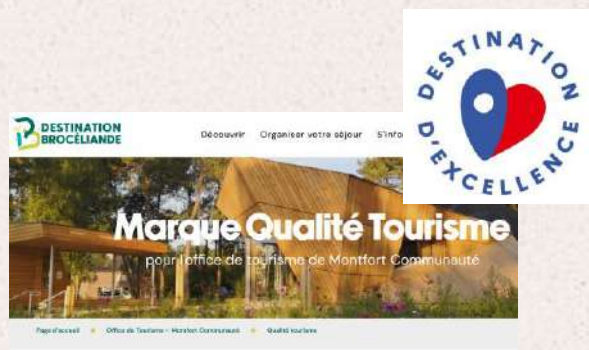 DESTINATION
D'EXCELLENCE
DESTINATION
BROCÉLIANDE
Découvrir Organiser votre séjour S'info
Marque Qualité Tourisme
pour l'office de tourisme de Montfort Communauté
Page d'accueil Office de Tourisme – Montfort Communauté Qualité tourisme